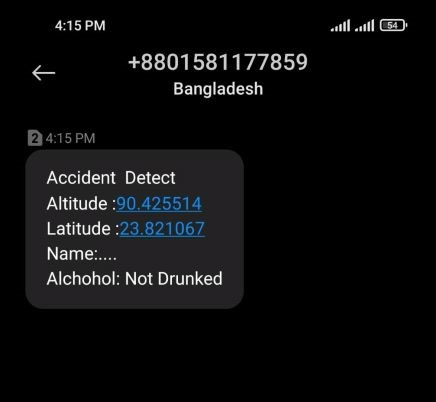 4:15 PM
54
+8801581177859
Bangladesh
2 4:15 PM
Accident Detect
Altitude :90.425514
Latitude :23.821067
Name:....
Alchohol: Not Drunked